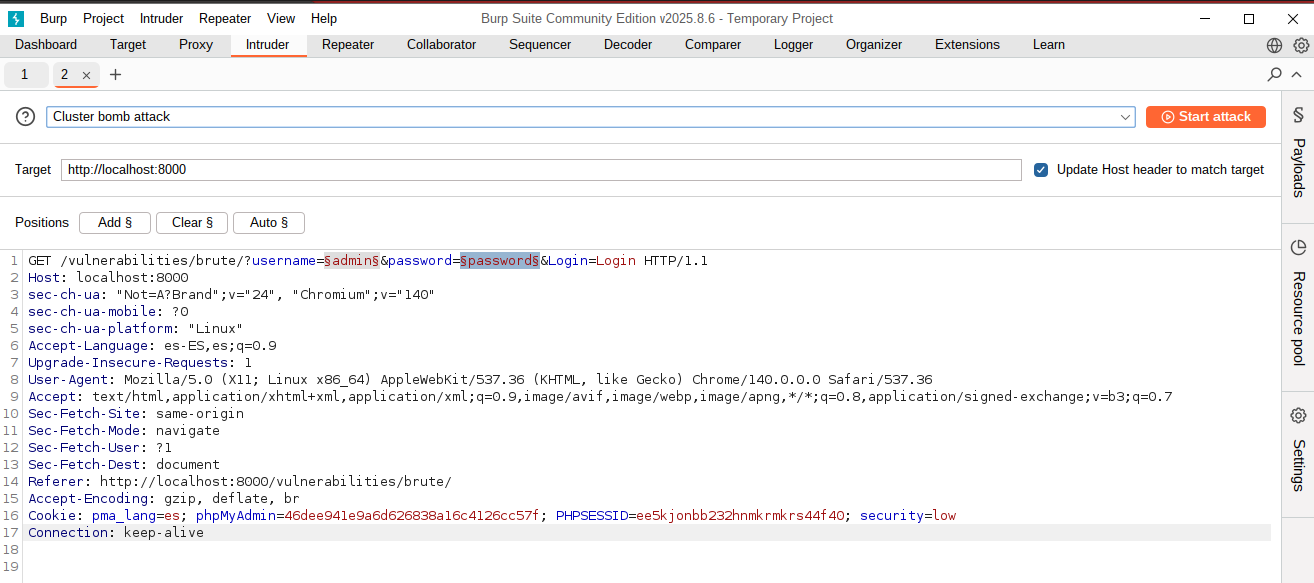 Burp Project Intruder Repeater View Help Burp Suite Community Edition v2025.8.6 - Temporary Project
Dashboard Target Proxy Intruder Repeater Collaborator Sequencer Decoder Comparer Logger Organizer Extensions Learn
1 2 × +
Cluster bomb attack Start attack
Target http://localhost:8000 Update Host header to match target
Positions Add § Clear § Auto §
1 GET /vulnerabilities/brute/?username=§admin§&password=§password§&Login=Login HTTP/1.1
2 Host: localhost:8000
3 sec-ch-ua: "Not=A?Brand";v="24", "Chromium";v="140"
4 sec-ch-ua-mobile: ?0
5 sec-ch-ua-platform: "Linux"
6 Accept-Language: es-ES,es;q=0.9
7 Upgrade-Insecure-Requests: 1
8 User-Agent: Mozilla/5.0 (X11; Linux x86_64) AppleWebKit/537.36 (KHTML, like Gecko) Chrome/140.0.0.0 Safari/537.36
9 Accept: text/html,application/xhtml+xml,application/xml;q=0.9,image/avif,image/webp,image/apng,*/*;q=0.8,application/signed-exchange;v=b3;q=0.7
10 Sec-Fetch-Site: same-origin
11 Sec-Fetch-Mode: navigate
12 Sec-Fetch-User: ?1
13 Sec-Fetch-Dest: document
14 Referer: http://localhost:8000/vulnerabilities/brute/
15 Accept-Encoding: gzip, deflate, br
16 Cookie: pma_lang=es; phpMyAdmin=46dee941e9a6d626838a16c4126cc57f; PHPSESSID=ee5kjonbb232hnmkrmkrs44f40; security=low
17 Connection: keep-alive
18
19
Payloads
Resource pool
Settings